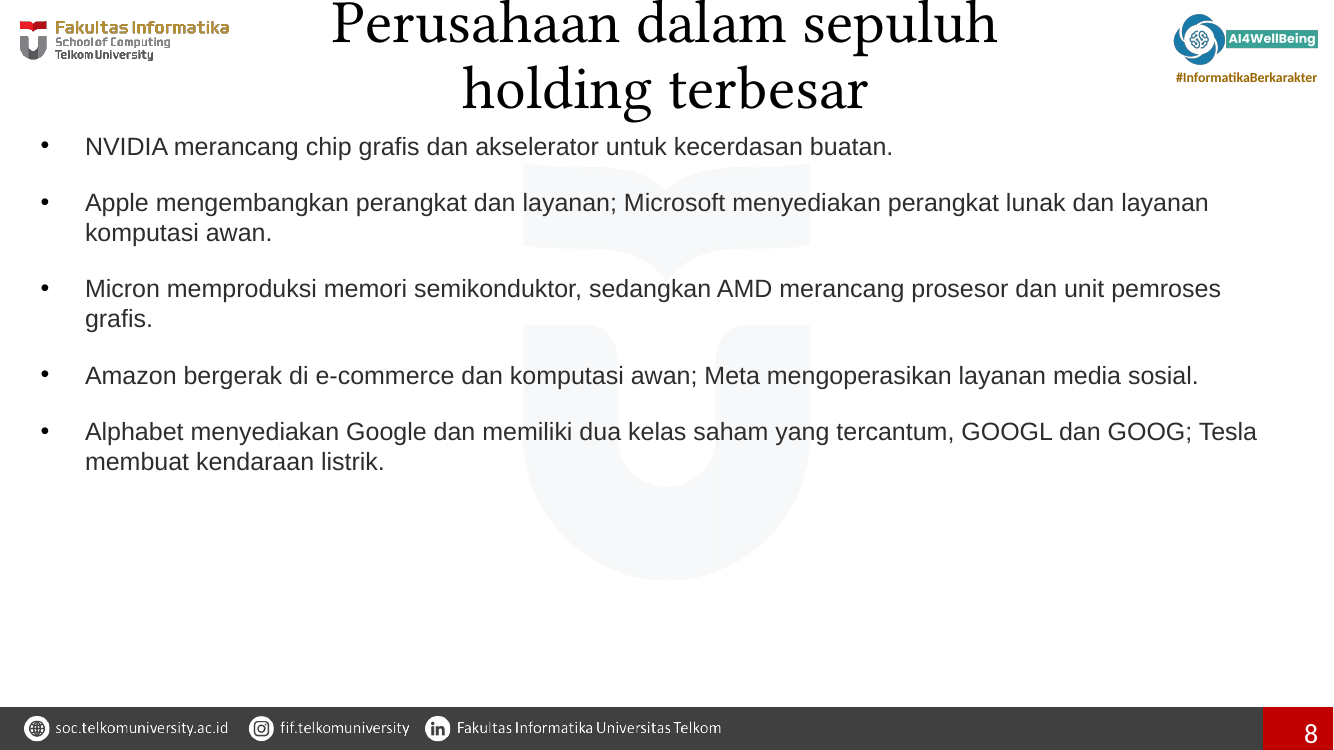 Fakultas Informatika
School of Computing
Telkom University
Perusahaan dalam sepuluh
holding terbesar
AI4WellBeing
#InformatikaBerkarakter
• NVIDIA merancang chip grafis dan akselerator untuk kecerdasan buatan.
• Apple mengembangkan perangkat dan layanan; Microsoft menyediakan perangkat lunak dan layanan
komputasi awan.
• Micron memproduksi memori semikonduktor, sedangkan AMD merancang prosesor dan unit pemroses
grafis.
• Amazon bergerak di e-commerce dan komputasi awan; Meta mengoperasikan layanan media sosial.
• Alphabet menyediakan Google dan memiliki dua kelas saham yang tercantum, GOOGL dan GOOG; Tesla
membuat kendaraan listrik.
soc.telkomuniversity.ac.id fif.telkomuniversity in Fakultas Informatika Universitas Telkom
8